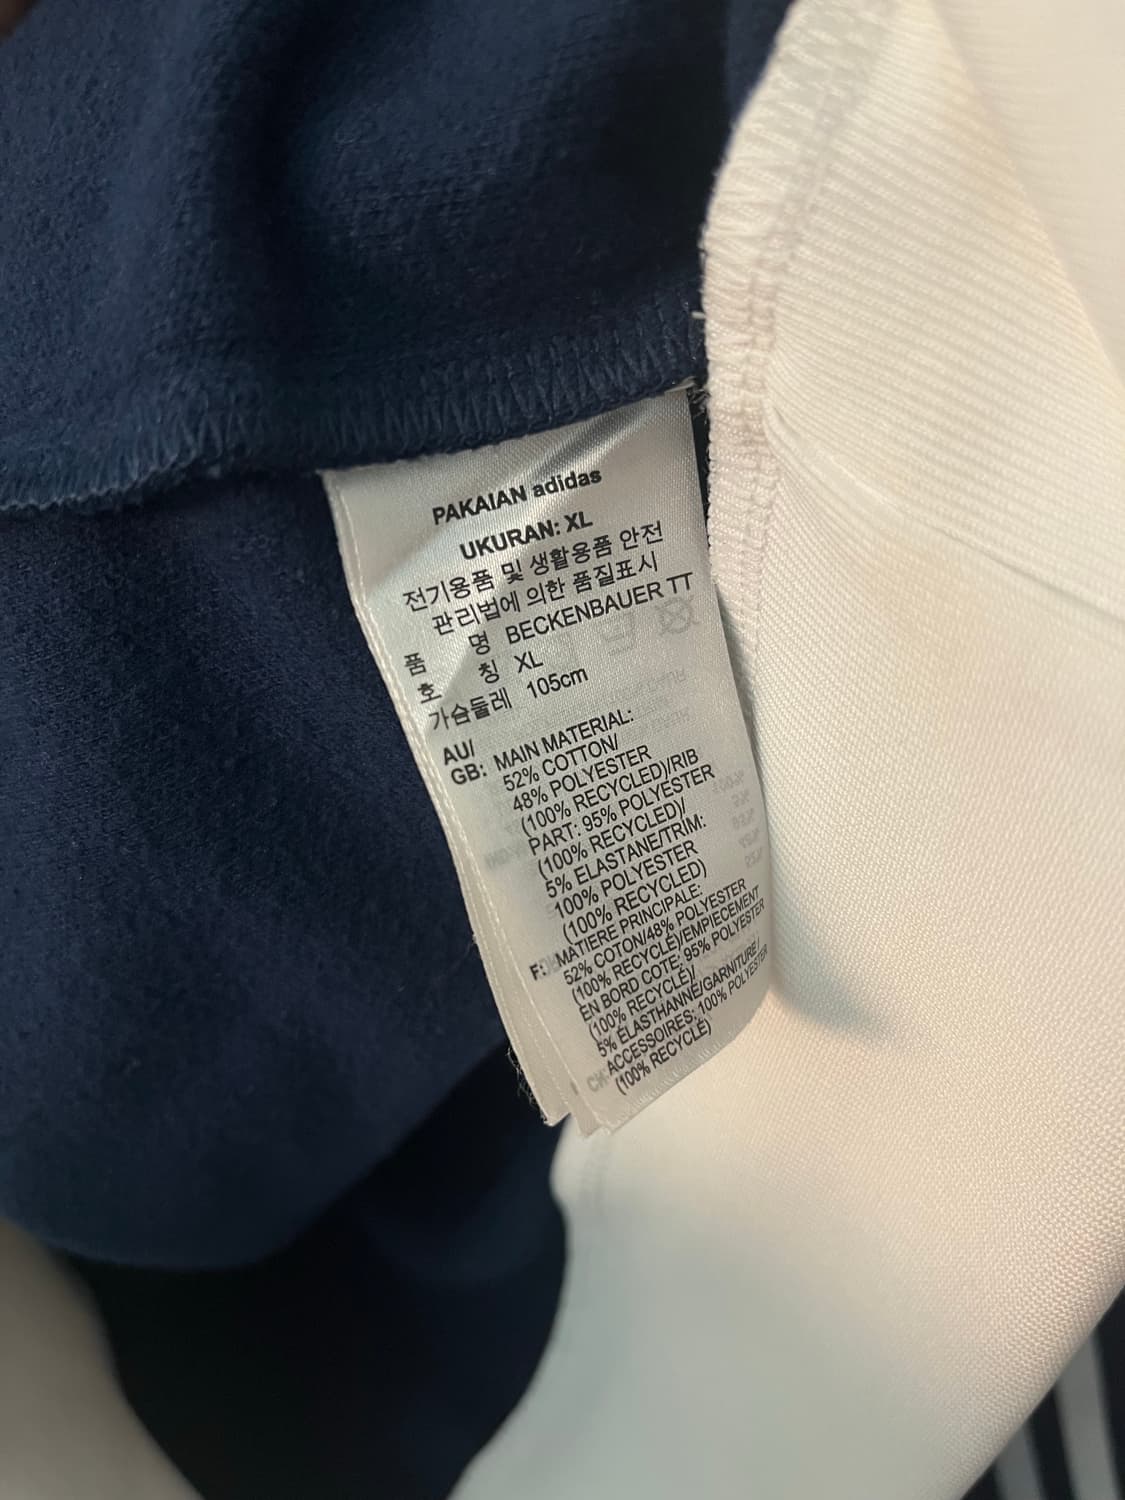 PAKAIAN adidas
UKURAN: XL
전기용품 및 생활용품 안전
관리법에 의한 품질표시
품 명 BECKENBAUER TT
호 칭 XL
가슴둘레 105cm
AU/
GB: MAIN MATERIAL:
52% COTTON/
48% POLYESTER
(100% RECYCLED)/RIB
PART: 95% POLYESTER
(100% RECYCLED)/
5% ELASTANE/TRIM:
100% POLYESTER
(100% RECYCLED)
F: MATIERE PRINCIPALE:
52% COTON/48% POLYESTER
(100% RECYCLÉ)/EMPIECEMENT
EN BORD COTE: 95% POLYESTER
(100% RECYCLÉ)/
5% ÉLASTHANNE/GARNITURE/
ACCESSOIRES: 100% POLYESTER
(100% RECYCLÉ)